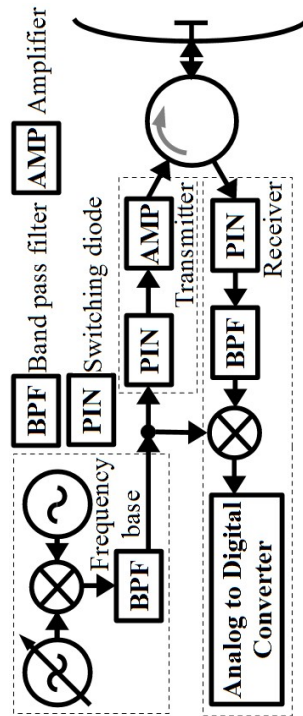 BPF Band pass filter AMP Amplifier
PIN Switching diode
Frequency
base
BPF
PIN
AMP
Transmitter
Analog to Digital
Converter
BPF
PIN
Receiver